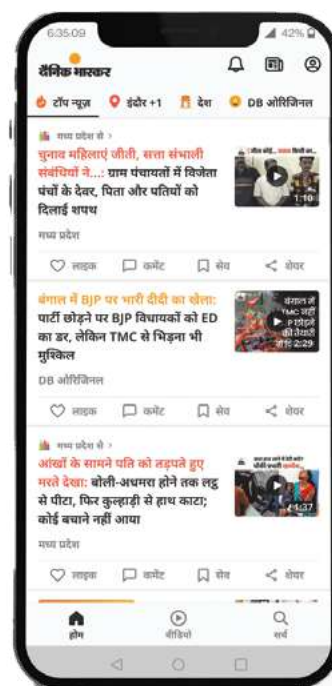 6:35:09
42%
दैनिक भास्कर
टॉप न्यूज़
इंदौर +1
देश
DB ओरिजिनल
मध्य प्रदेश से >
चुनाव महिलाएं जीती, सत्ता संभाली
संबंधियों ने...: ग्राम पंचायतों में विजेता
पंचों के देवर, पिता और पतियों को
दिलाई शपथ
1:10
मध्य प्रदेश
लाइक
कमेंट
सेव
शेयर
बंगाल में BJP पर भारी दीदी का खेला:
पार्टी छोड़ने पर BJP विधायकों को ED
का डर, लेकिन TMC से भिड़ना भी
मुश्किल
बंगाल में
TMC नहीं
छोड़ने
की तैयारी
2:29
DB ओरिजिनल
लाइक
कमेंट
सेव
शेयर
मध्य प्रदेश से >
आंखों के सामने पति को तड़पते हुए
मरते देखा: बोली-अधमरा होने तक लट्ठ
से पीटा, फिर कुल्हाड़ी से हाथ काटा;
कोई बचाने नहीं आया
1:37
मध्य प्रदेश
लाइक
कमेंट
सेव
शेयर
होम
वीडियो
सर्च